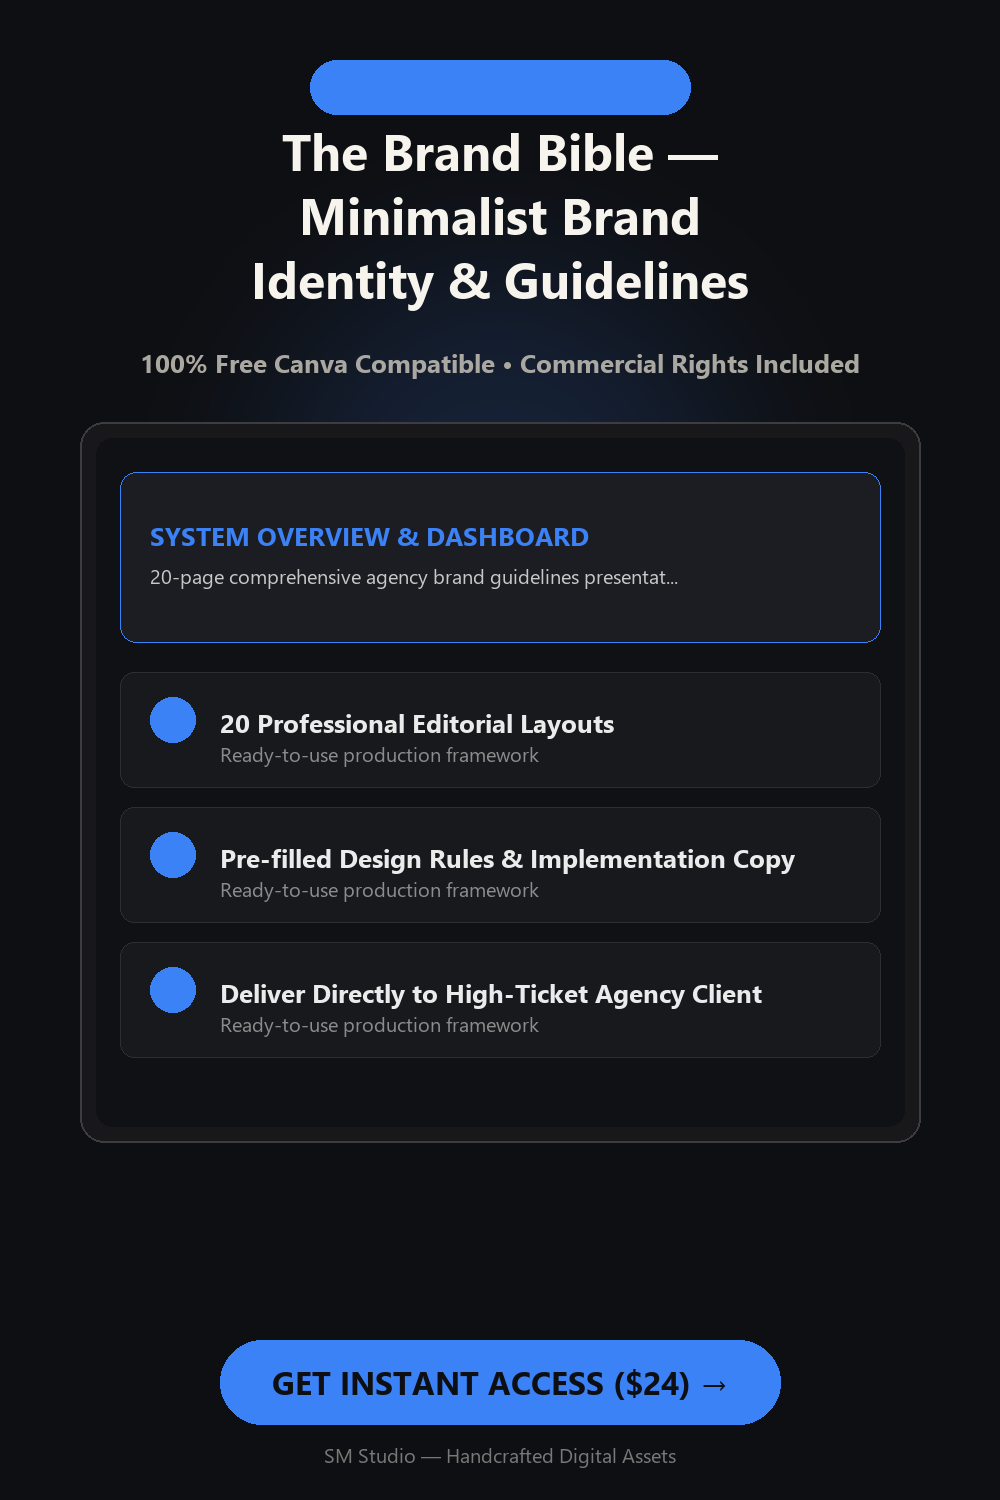 The Brand Bible —
Minimalist Brand
Identity & Guidelines
100% Free Canva Compatible • Commercial Rights Included
SYSTEM OVERVIEW & DASHBOARD
20-page comprehensive agency brand guidelines presentat...
20 Professional Editorial Layouts
Ready-to-use production framework
Pre-filled Design Rules & Implementation Copy
Ready-to-use production framework
Deliver Directly to High-Ticket Agency Client
Ready-to-use production framework
GET INSTANT ACCESS ($24) →
SM Studio — Handcrafted Digital Assets